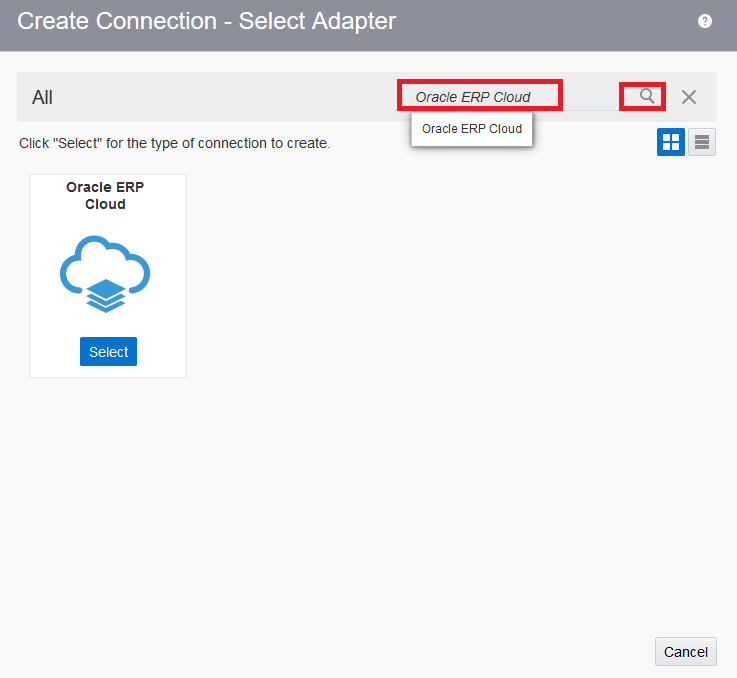 Create Connection - Select Adapter
?
All
Oracle ERP Cloud
Oracle ERP Cloud
Click "Select" for the type of connection to create.
Oracle ERP
Cloud
Select
Cancel